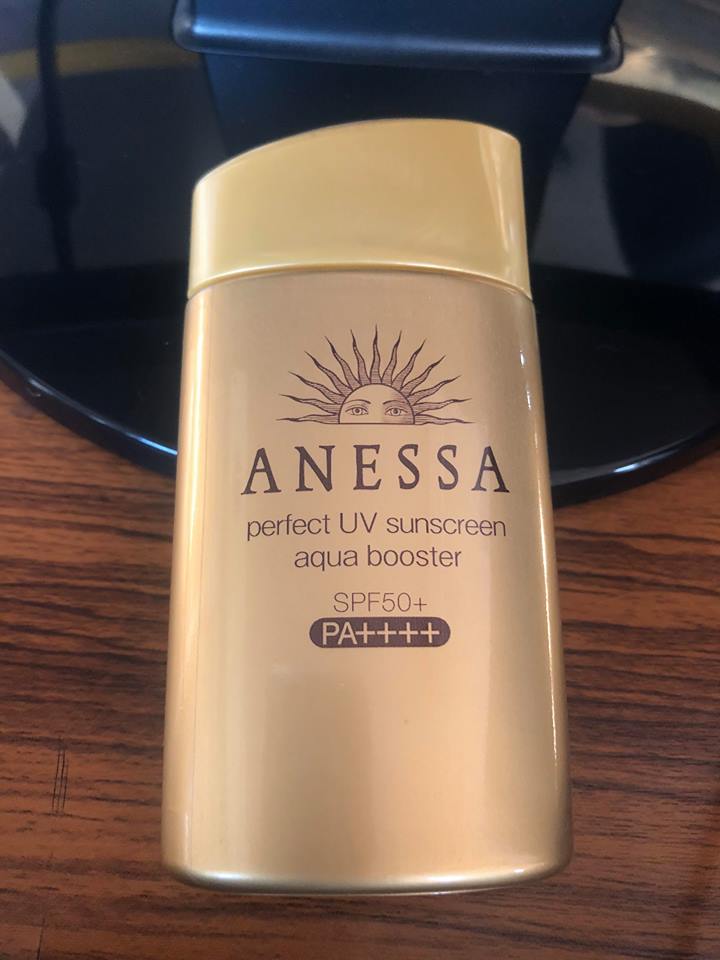 ANESSA
perfect UV sunscreen
aqua booster
SPF50+
PA++++